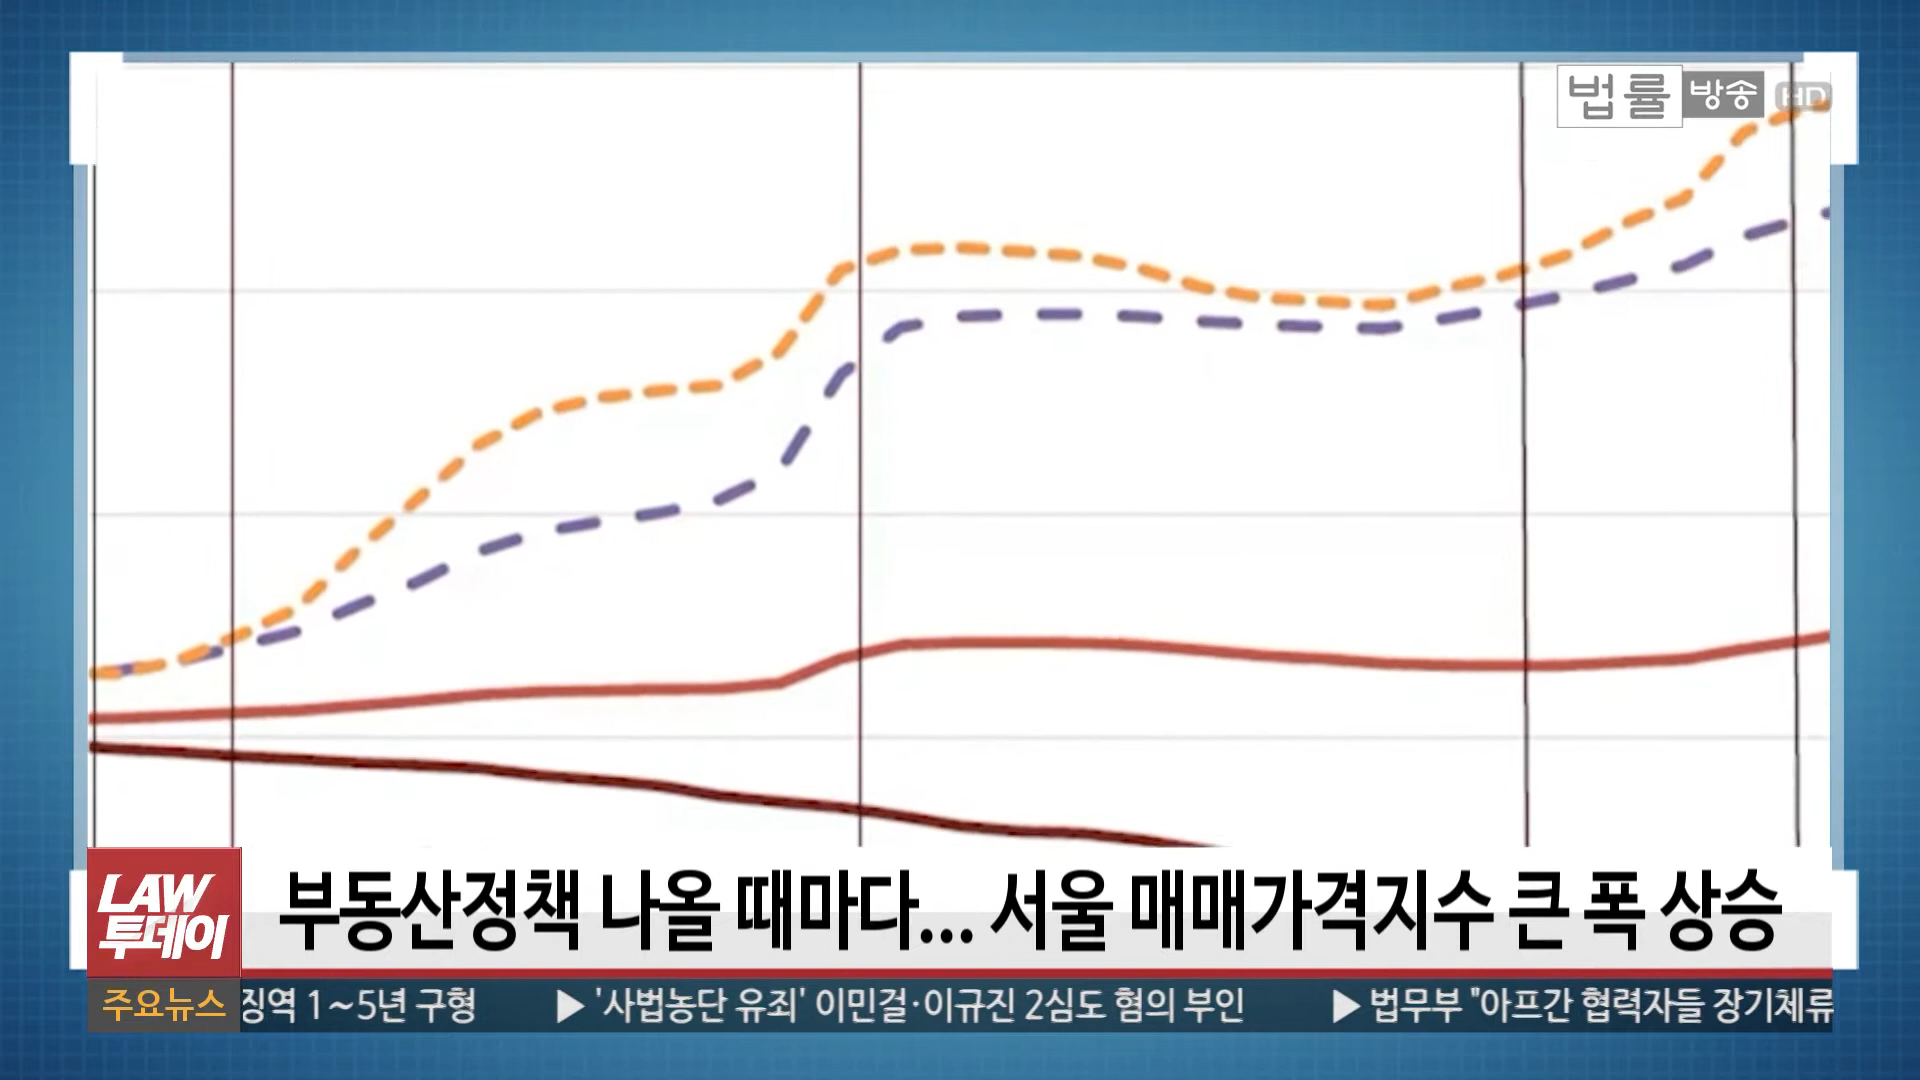 법률방송 HD
LAW
투데이
부동산정책 나올 때마다... 서울 매매가격지수 큰 폭 상승
주요뉴스
징역 1~5년 구형 ▶ '사법농단 유죄' 이민걸·이규진 2심도 혐의 부인 ▶ 법무부 "아프간 협력자들 장기체류